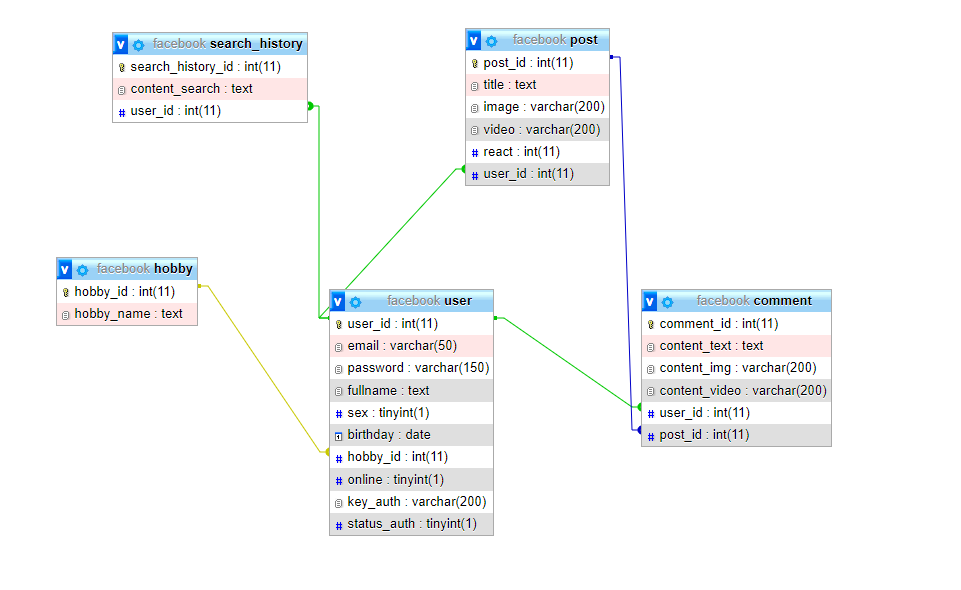 v facebook search_history
search_history_id : int(11)
content_search : text
# user_id : int(11)
v facebook post
post_id : int(11)
title : text
image : varchar(200)
video : varchar(200)
# react : int(11)
# user_id : int(11)
v facebook hobby
hobby_id : int(11)
hobby_name : text
v facebook user
user_id : int(11)
email : varchar(50)
password : varchar(150)
fullname : text
# sex : tinyint(1)
birthday : date
# hobby_id : int(11)
# online : tinyint(1)
key_auth : varchar(200)
# status_auth : tinyint(1)
v facebook comment
comment_id : int(11)
content_text : text
content_img : varchar(200)
content_video : varchar(200)
# user_id : int(11)
# post_id : int(11)